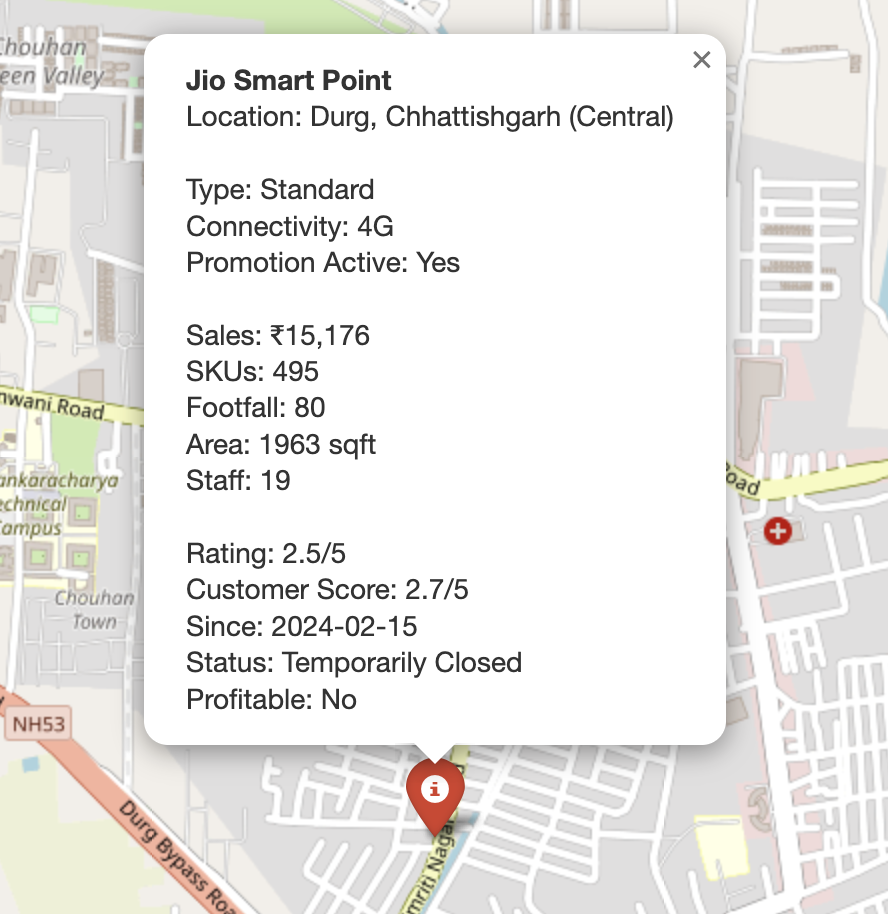 Chouhan
een Valley
×
Jio Smart Point
Location: Durg, Chhattishgarh (Central)
Type: Standard
Connectivity: 4G
Promotion Active: Yes
Sales: ₹15,176
SKUs: 495
Footfall: 80
Area: 1963 sqft
Staff: 19
Rating: 2.5/5
Customer Score: 2.7/5
Since: 2024-02-15
Status: Temporarily Closed
Profitable: No
nwani Road
ankaracharya
echnical
Campus
Chouhan
Town
oad
NH53
Durg Bypass Roa
mriti Nagar